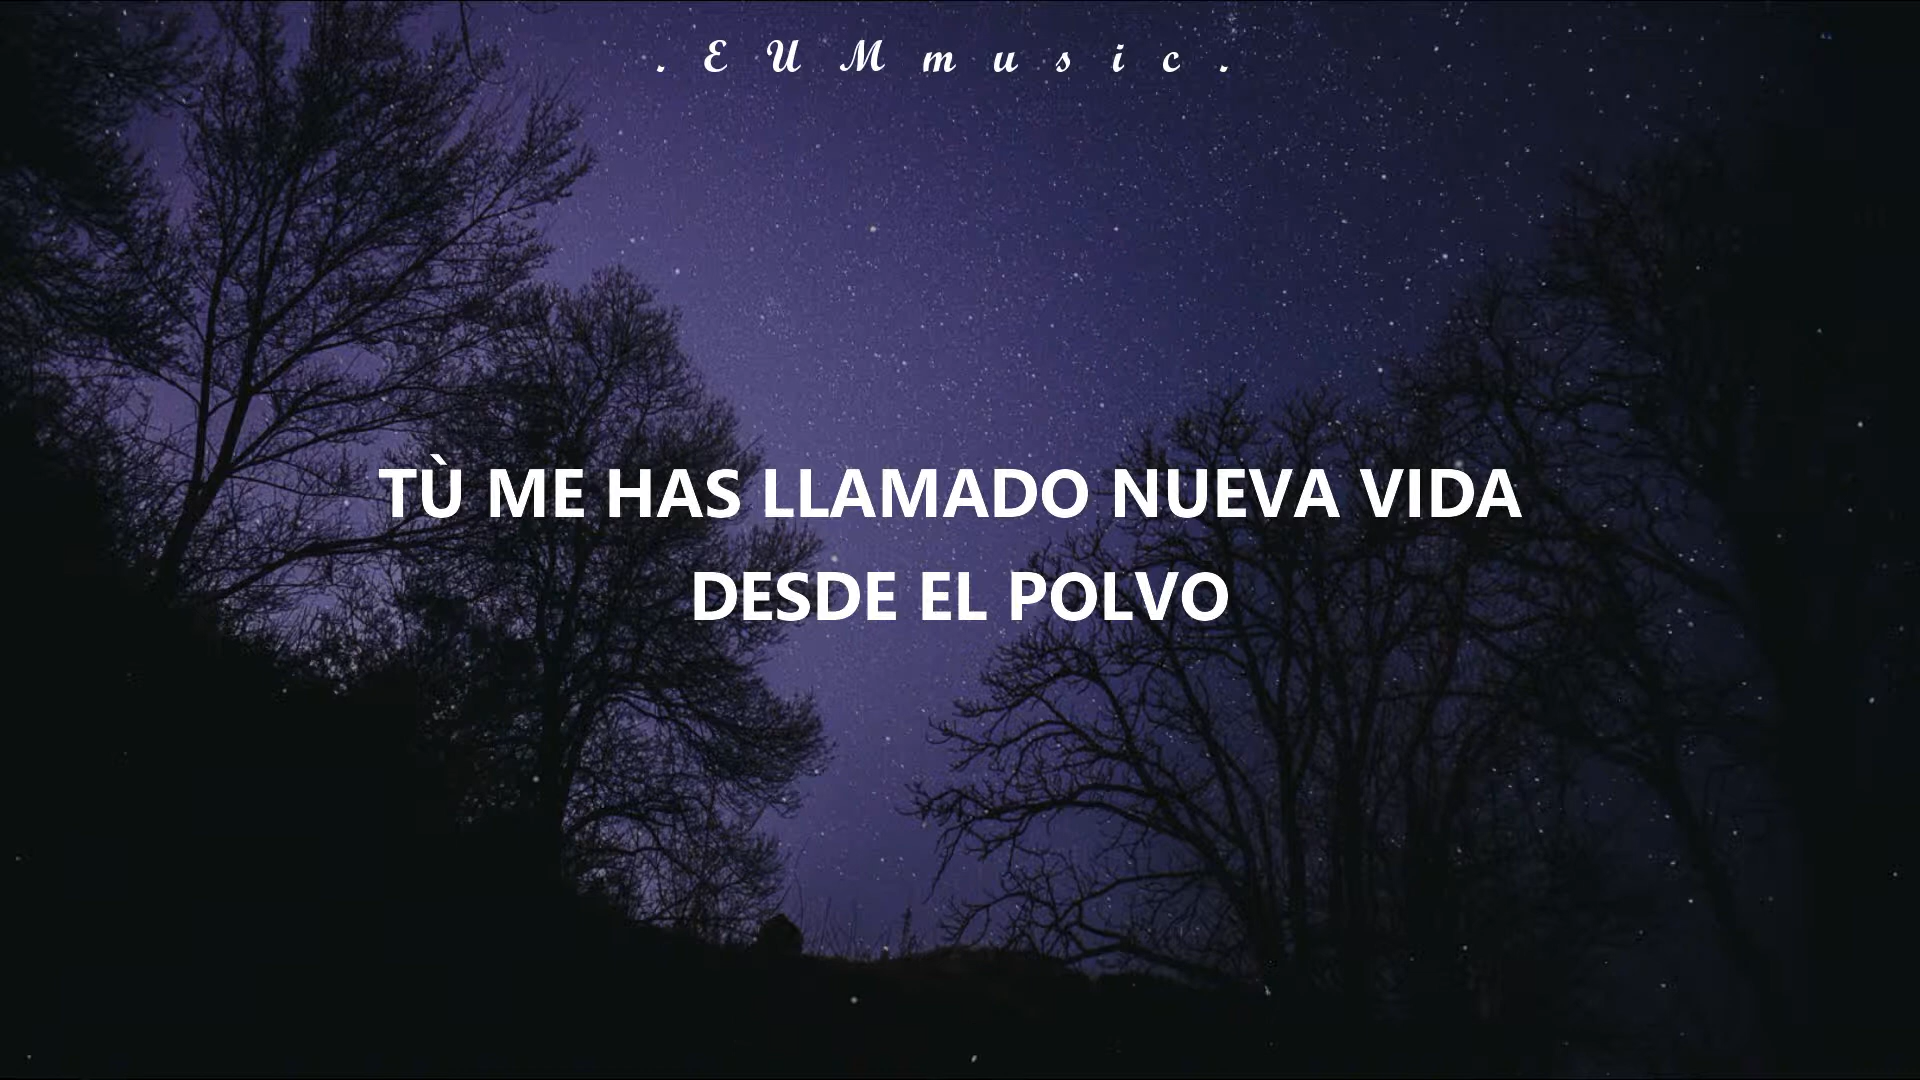 . E U M m u s i c .
TÙ ME HAS LLAMADO NUEVA VIDA
DESDE EL POLVO